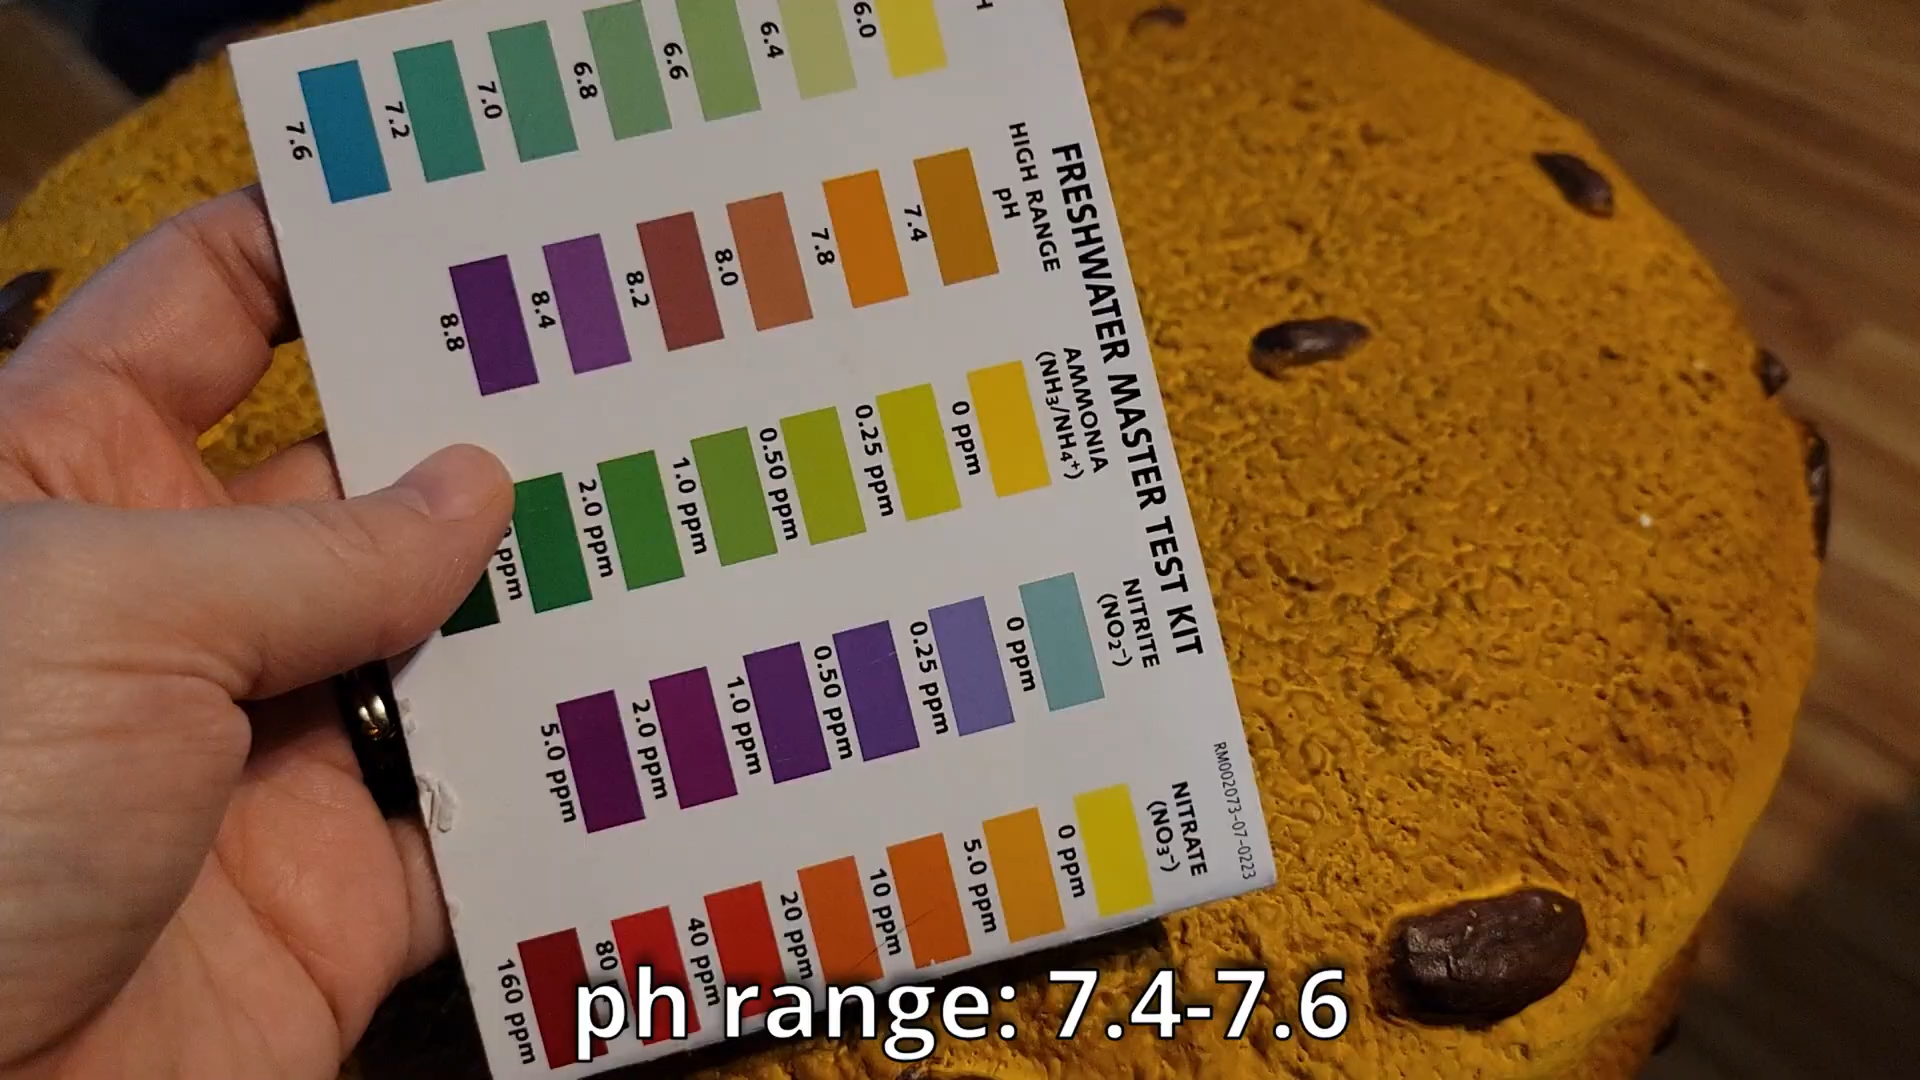 FRESHWATER MASTER TEST KIT
6.0
6.4
6.6
6.8
7.0
7.2
7.6
HIGH RANGE
pH
7.4
7.8
8.0
8.2
8.4
8.8
AMMONIA
(NH₃/NH₄⁺)
0 ppm
0.25 ppm
0.50 ppm
1.0 ppm
2.0 ppm
ppm
NITRITE
(NO₂⁻)
0 ppm
0.25 ppm
0.50 ppm
1.0 ppm
2.0 ppm
5.0 ppm
NITRATE
(NO₃⁻)
0 ppm
5.0 ppm
10 ppm
20 ppm
40 ppm
80
160 ppm
RM002073-07-0223
ph range: 7.4-7.6